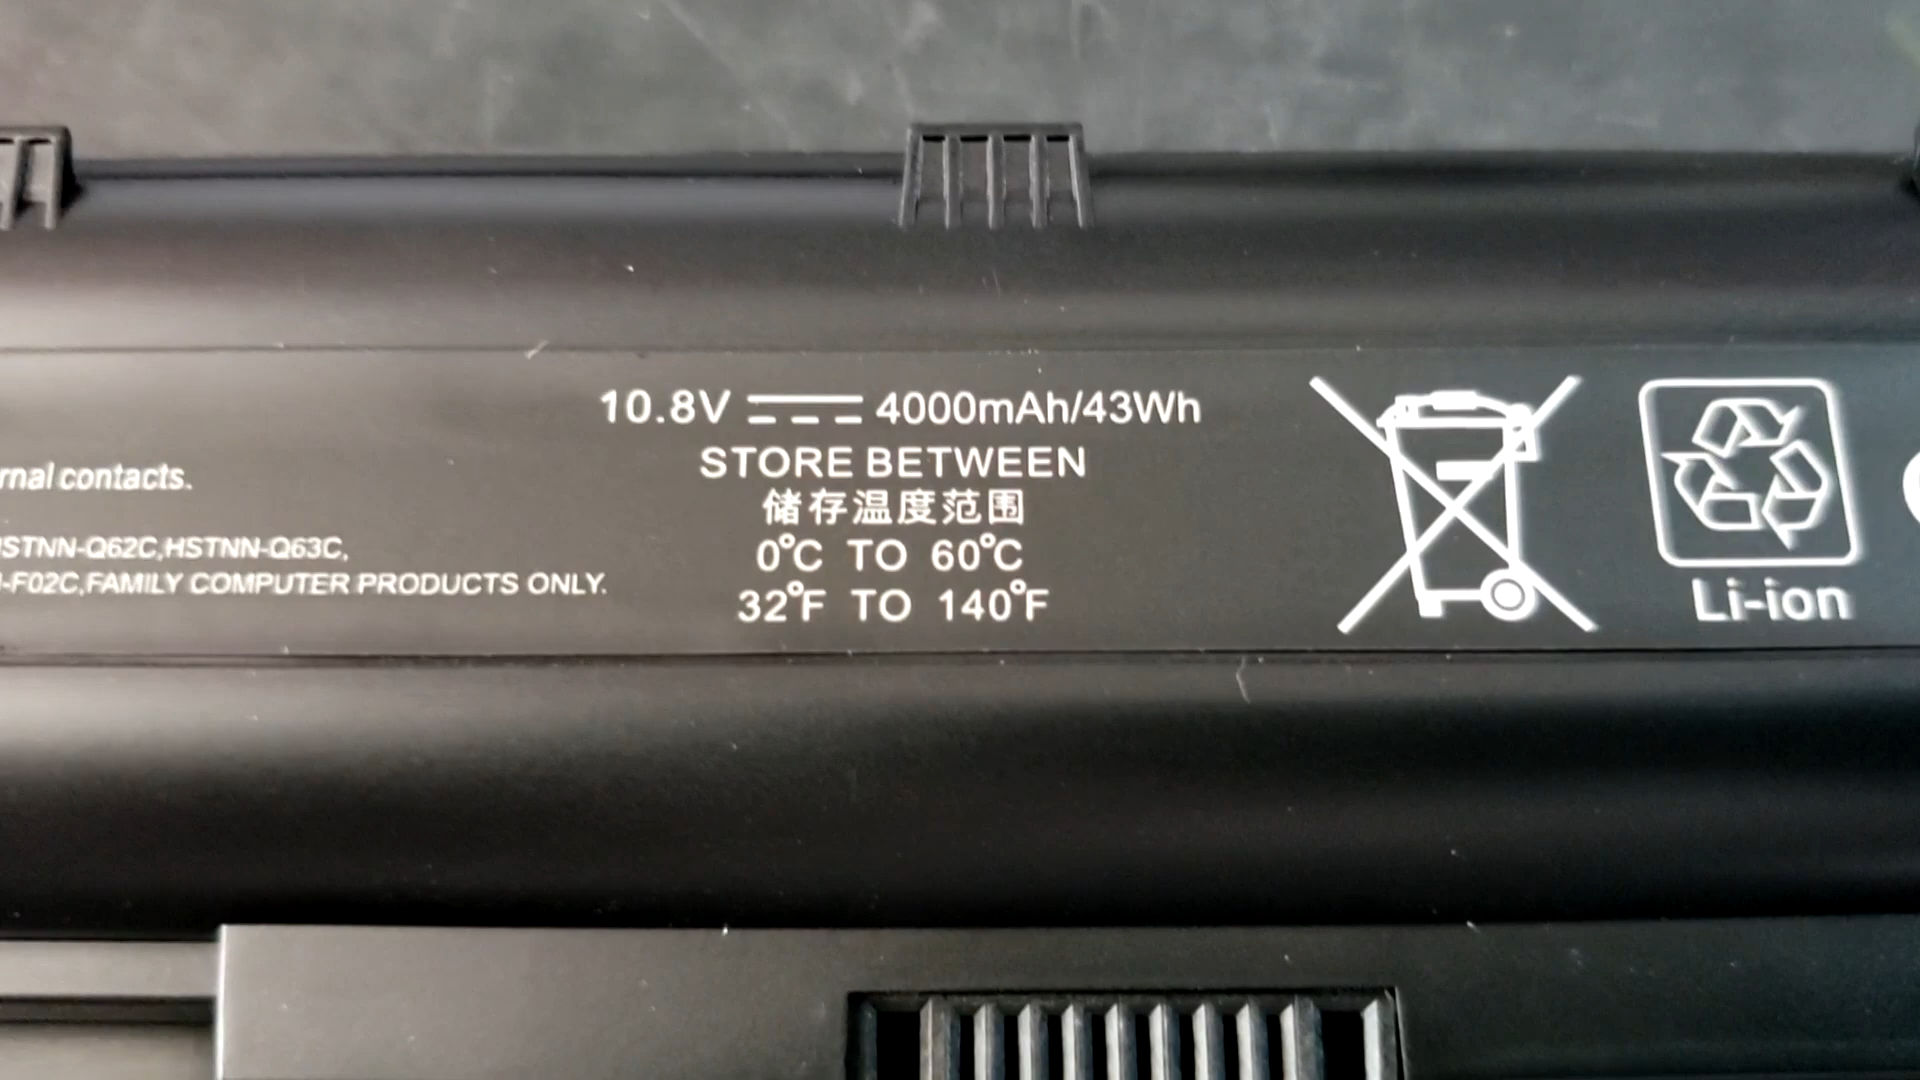 rnal contacts.
STNN-Q62C,HSTNN-Q63C,
-F02C,FAMILY COMPUTER PRODUCTS ONLY.
10.8V 4000mAh/43Wh
STORE BETWEEN
储存温度范围
0°C TO 60°C
32°F TO 140°F
Li-ion